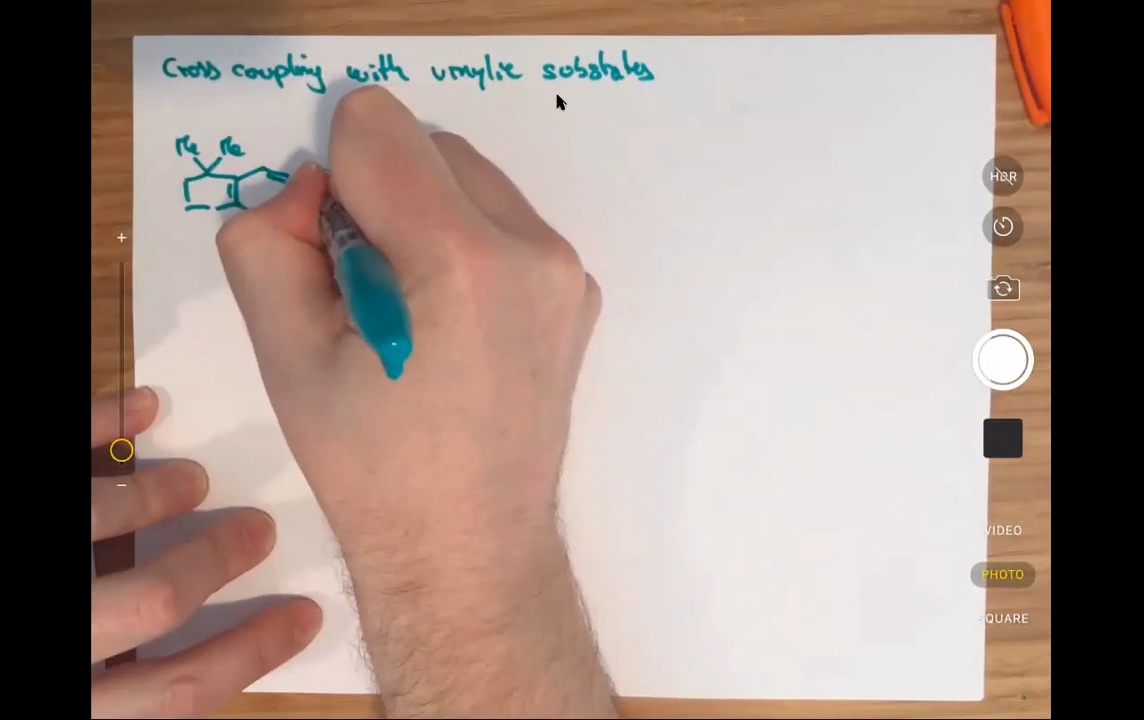 Cross coupling with vinylic substrates
Me Me
HDR
VIDEO
PHOTO
SQUARE